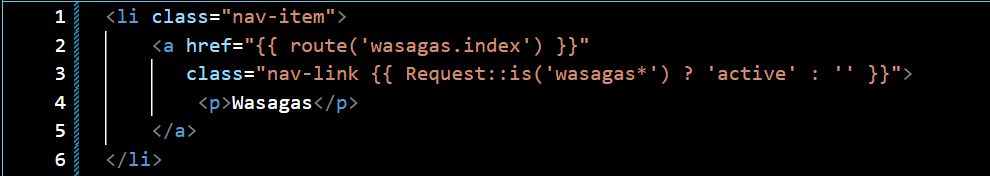 1 <li class="nav-item">
2     <a href="{{ route('wasagas.index') }}"
3        class="nav-link {{ Request::is('wasagas*') ? 'active' : '' }}">
4         <p>Wasagas</p>
5     </a>
6 </li>